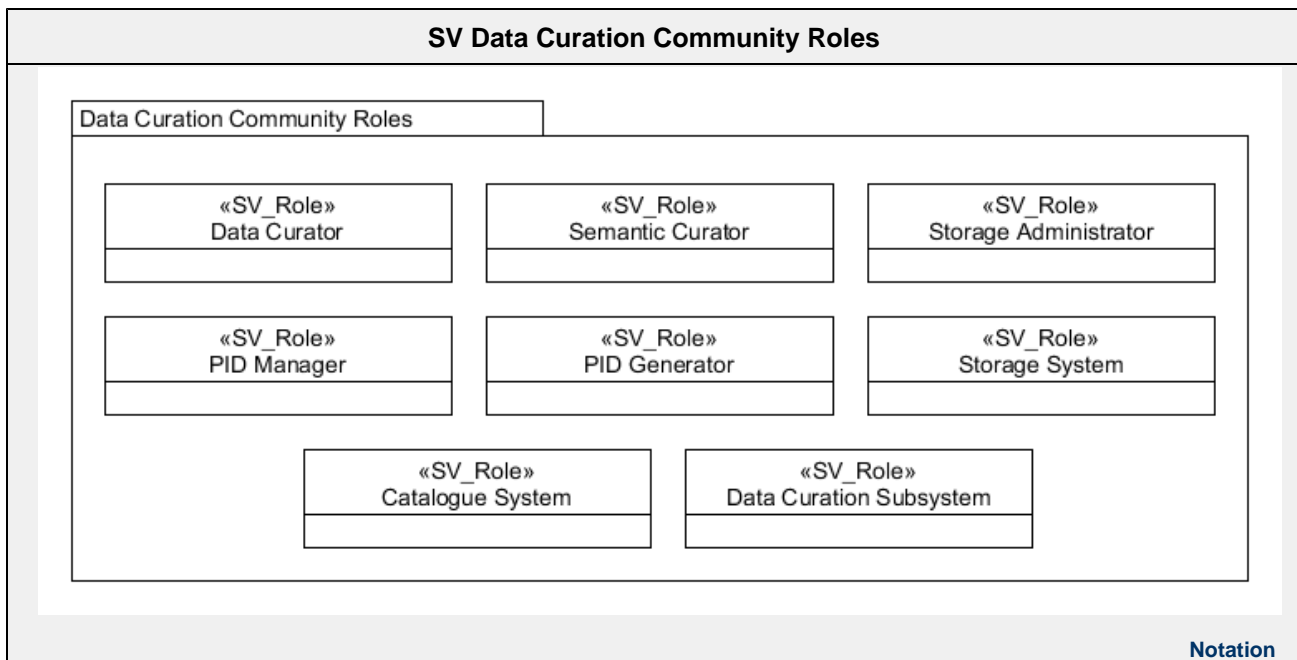 SV Data Curation Community Roles
Data Curation Community Roles
«SV_Role»
Data Curator
«SV_Role»
Semantic Curator
«SV_Role»
Storage Administrator
«SV_Role»
PID Manager
«SV_Role»
PID Generator
«SV_Role»
Storage System
«SV_Role»
Catalogue System
«SV_Role»
Data Curation Subsystem
Notation